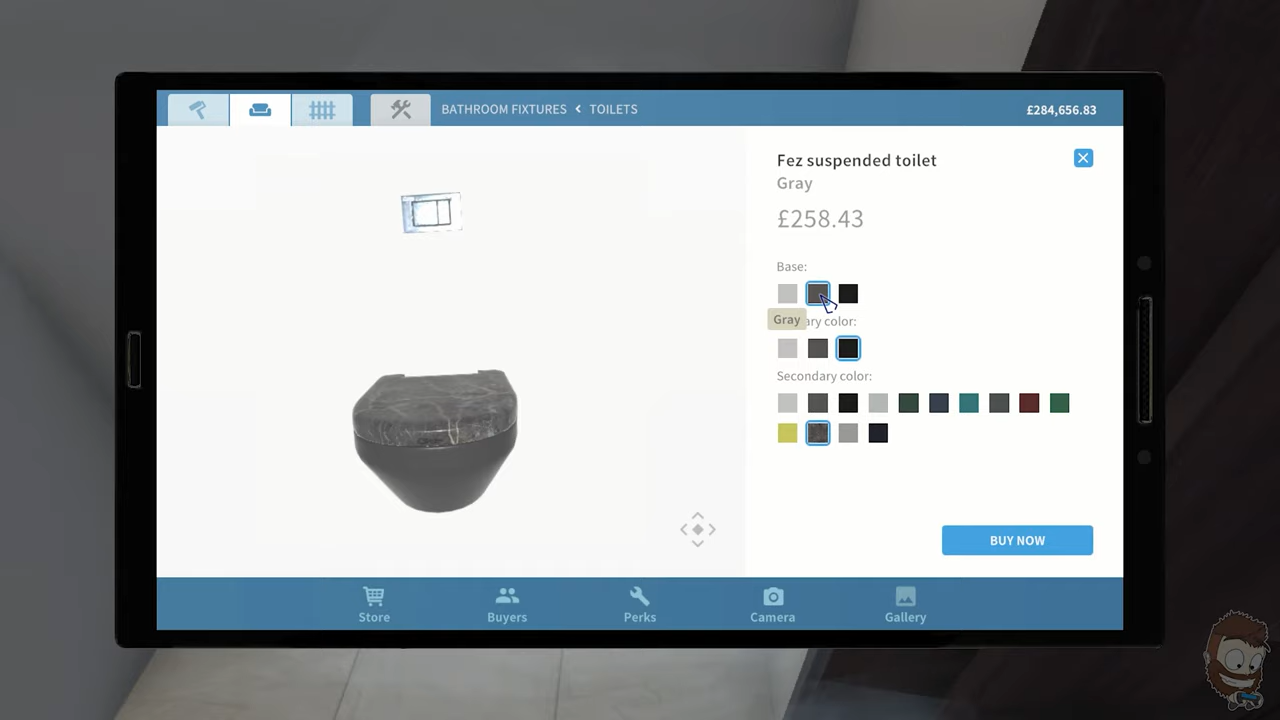 BATHROOM FIXTURES < TOILETS
£284,656.83
Fez suspended toilet
Gray
£258.43
Base:
Gray
ary color:
Secondary color:
BUY NOW
Store
Buyers
Perks
Camera
Gallery